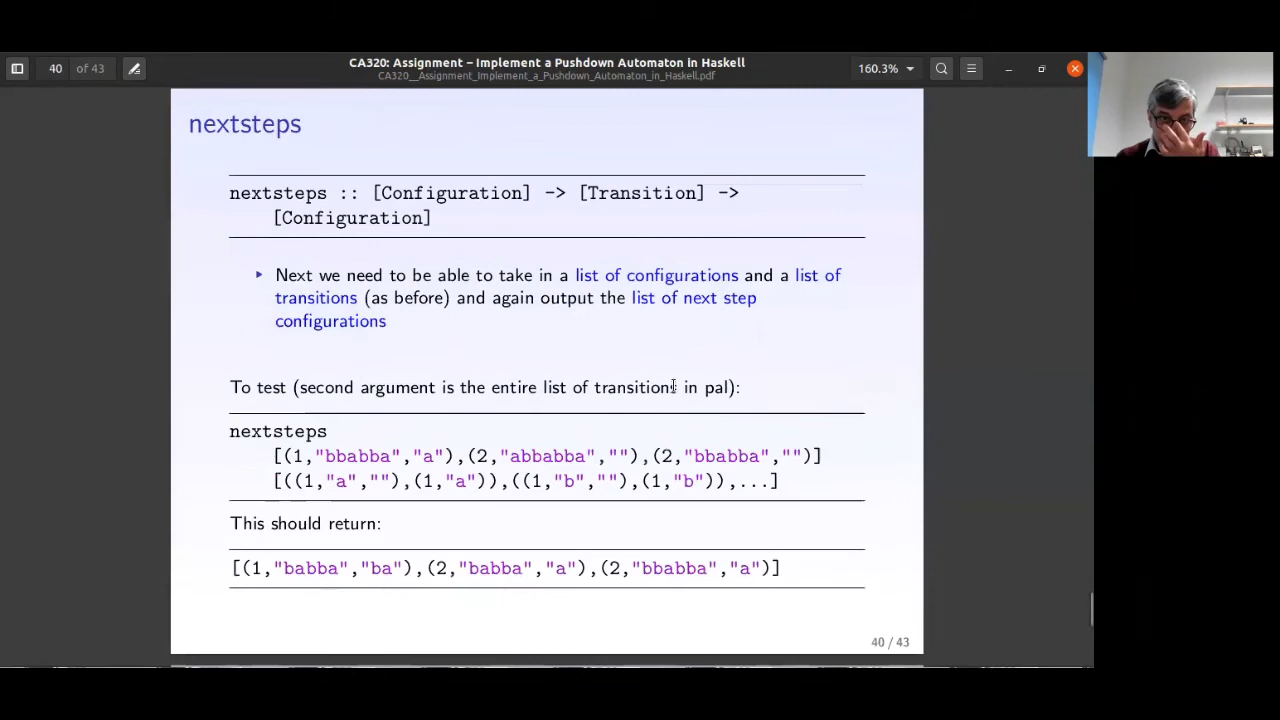 40 of 43
CA320: Assignment – Implement a Pushdown Automaton in Haskell
CA320__Assignment_Implement_a_Pushdown_Automaton_in_Haskell.pdf
160.3%
nextsteps
nextsteps :: [Configuration] -> [Transition] ->
[Configuration]
Next we need to be able to take in a list of configurations and a list of
transitions (as before) and again output the list of next step
configurations
To test (second argument is the entire list of transitions in pal):
nextsteps
[(1,"bbabba","a"),(2,"abbabba",""),(2,"bbabba","")]
[((1,"a",""),(1,"a")),((1,"b",""),(1,"b")),...]
This should return:
[(1,"babba","ba"),(2,"babba","a"),(2,"bbabba","a")]
40 / 43